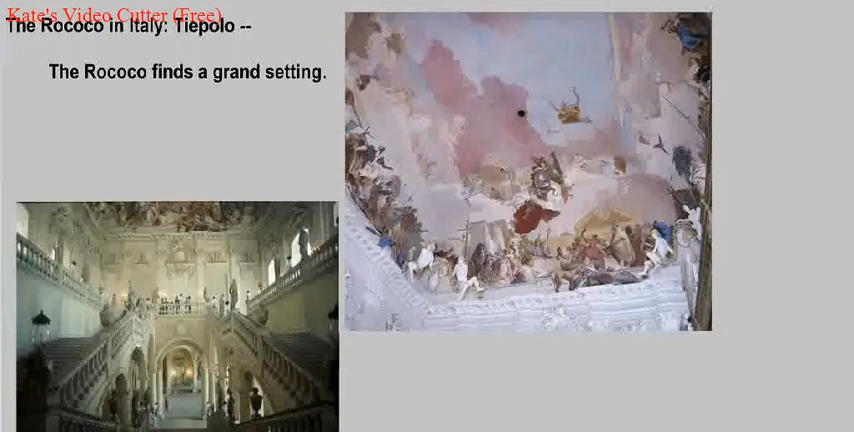 Kate's Video Cutter (Free)
The Rococo in Italy: Tiepolo --
The Rococo finds a grand setting.